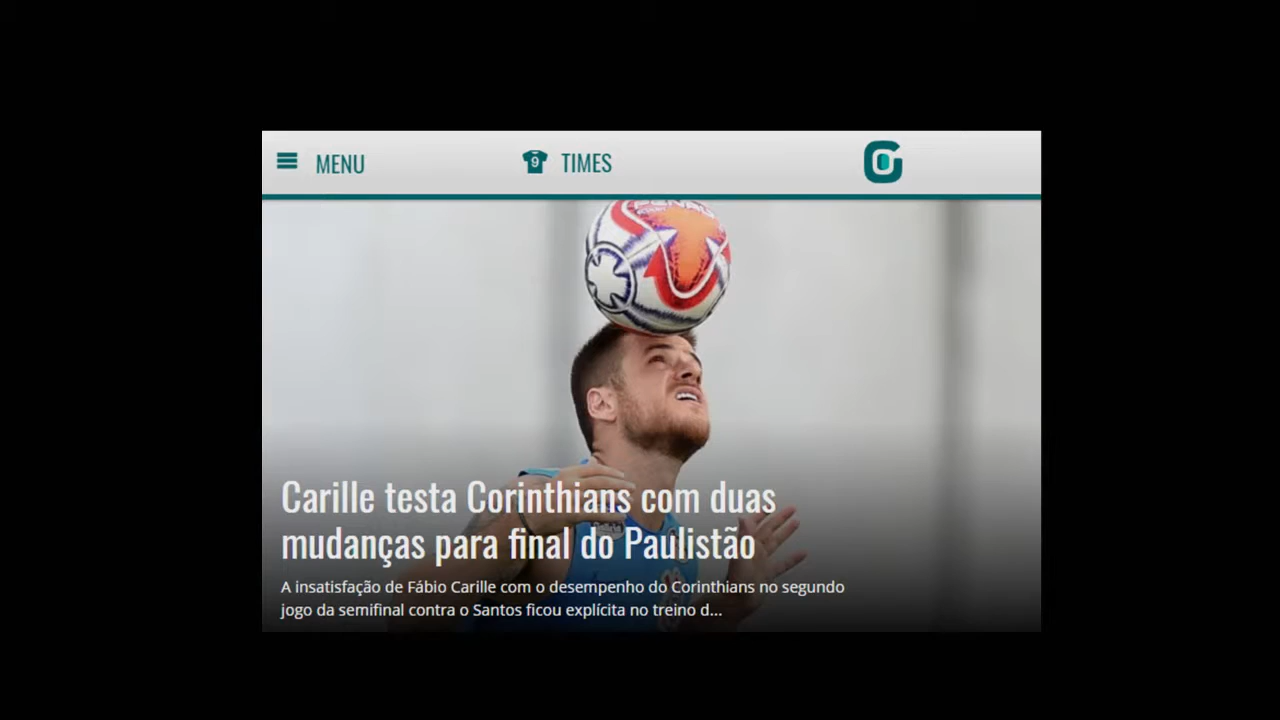 MENU
9 TIMES
Carille testa Corinthians com duas
mudanças para final do Paulistão
A insatisfação de Fábio Carille com o desempenho do Corinthians no segundo
jogo da semifinal contra o Santos ficou explícita no treino d...